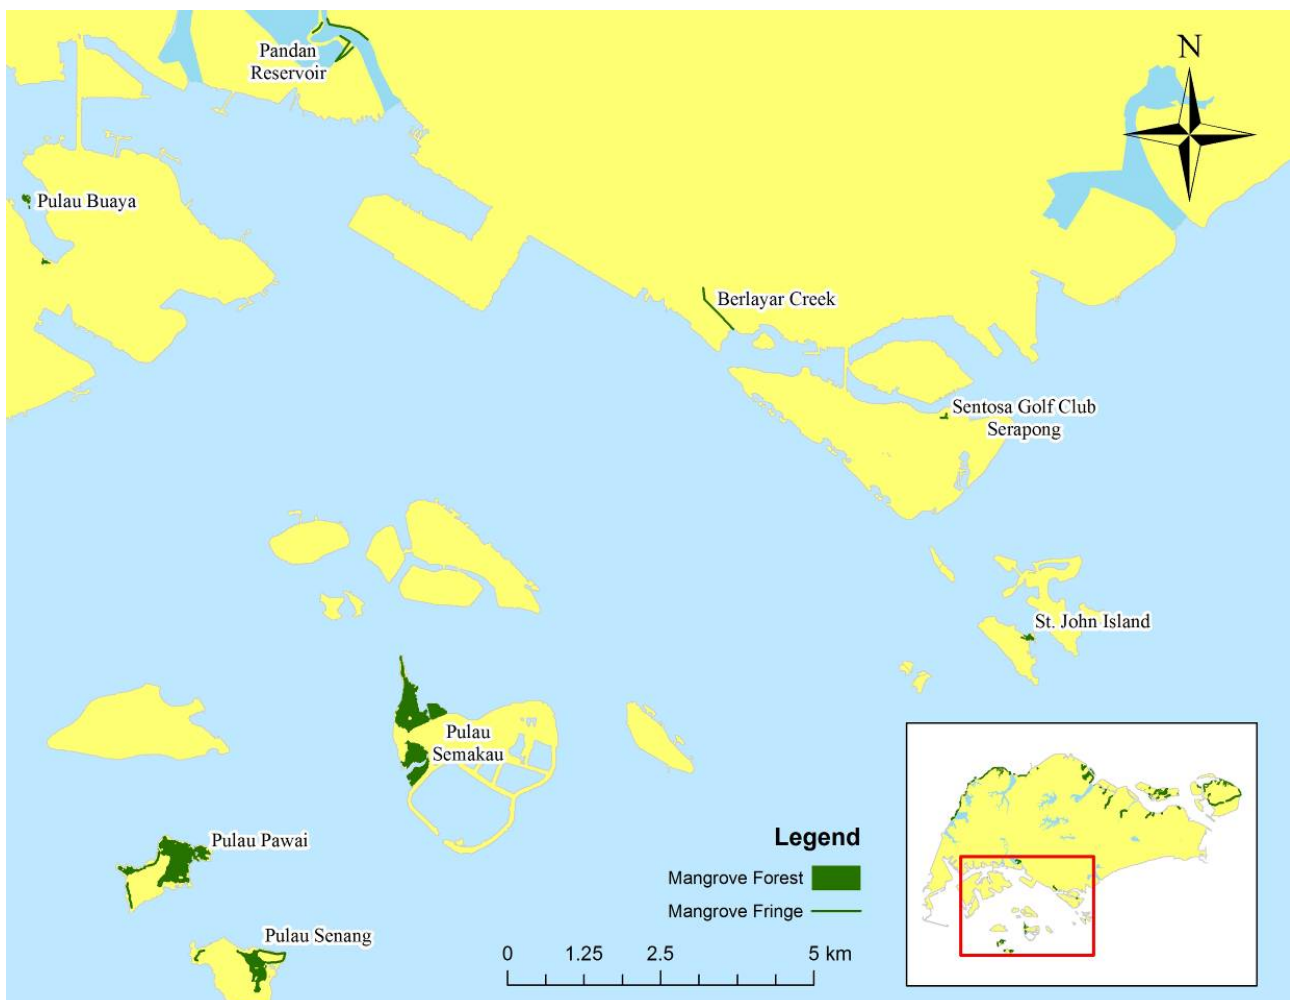 Pandan
Reservoir
N
Pulau Buaya
Berlayar Creek
Sentosa Golf Club
Serapong
St. John Island
Pulau
Semakau
Pulau Pawai
Legend
Mangrove Forest
Mangrove Fringe
Pulau Senang
0 1.25 2.5 5 km